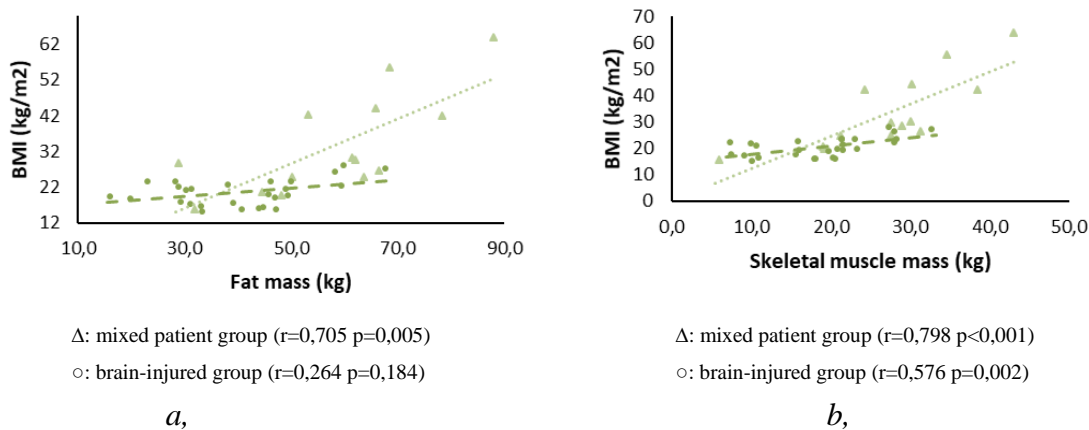 62
52
42
32
22
12
BMI (kg/m2)
10,0 30,0 50,0 70,0 90,0
Fat mass (kg)
Δ: mixed patient group (r=0,705 p=0,005)
○: brain-injured group (r=0,264 p=0,184)
a,
70
60
50
40
30
20
10
0
BMI (kg/m2)
0,0 10,0 20,0 30,0 40,0 50,0
Skeletal muscle mass (kg)
Δ: mixed patient group (r=0,798 p<0,001)
○: brain-injured group (r=0,576 p=0,002)
b,